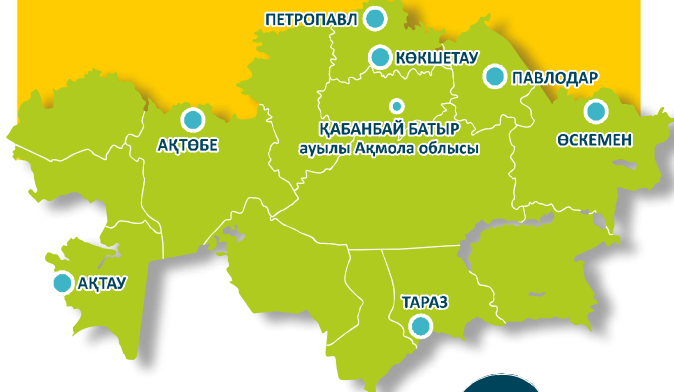 ПЕТРОПАВЛ
КӨКШЕТАУ
ПАВЛОДАР
ҚАБАНБАЙ БАТЫР
ауылы Ақмола облысы
АҚТӨБЕ
ӨСКЕМЕН
АҚТАУ
ТАРАЗ